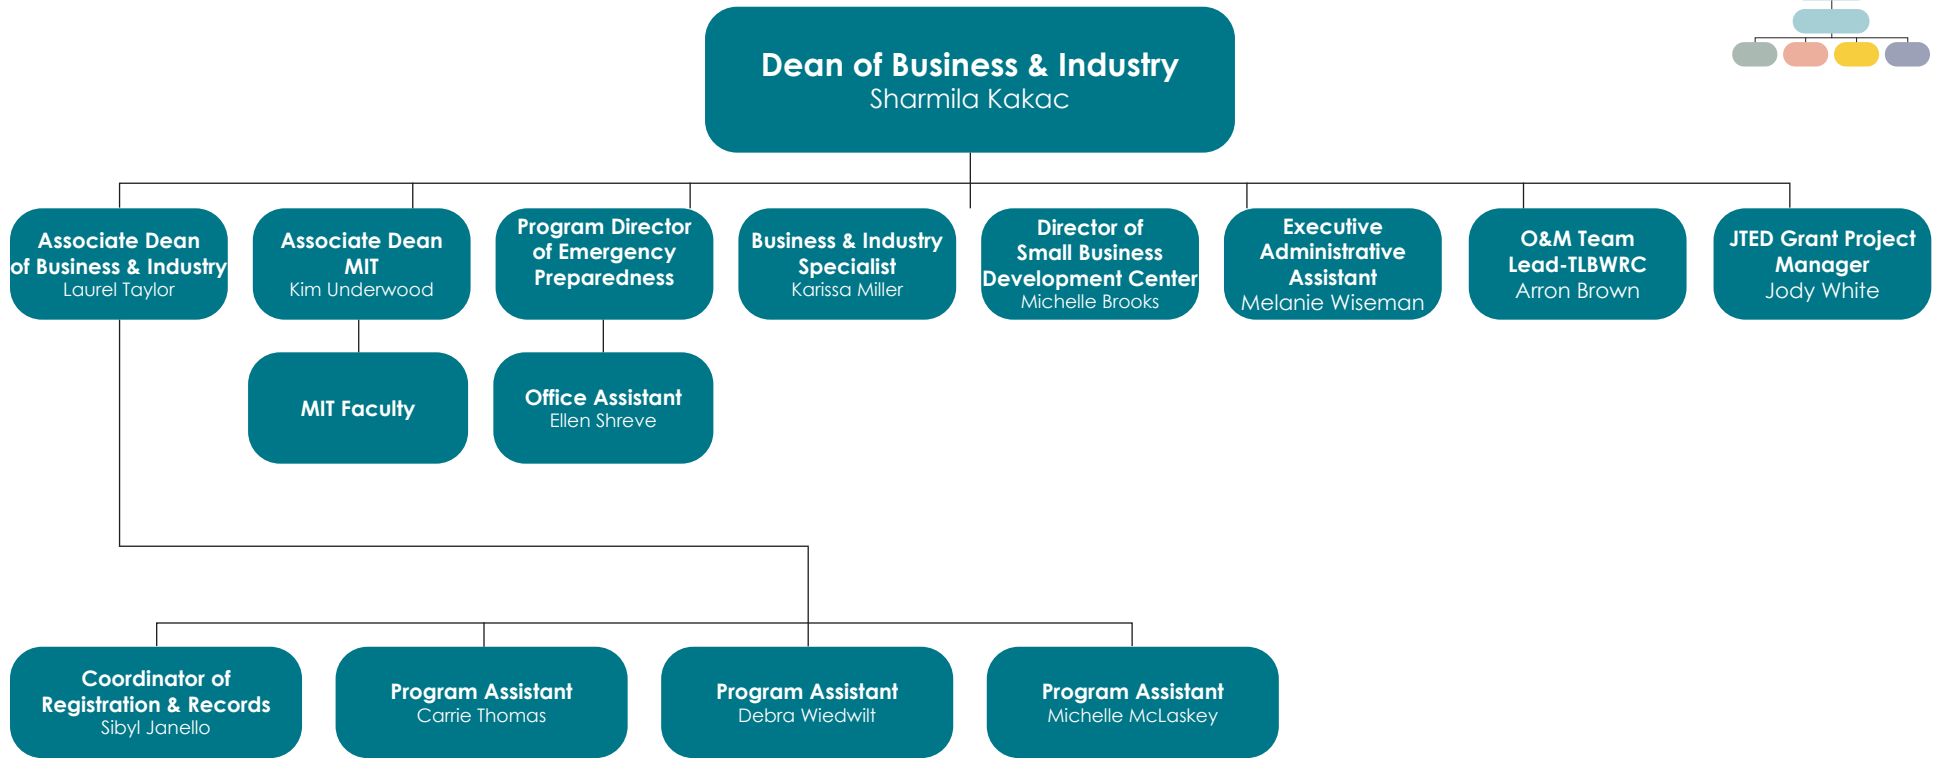 Dean of Business & Industry
Sharmila Kakac
Associate Dean
of Business & Industry
Laurel Taylor
Associate Dean
MIT
Kim Underwood
Program Director
of Emergency
Preparedness
Business & Industry
Specialist
Karissa Miller
Director of
Small Business
Development Center
Michelle Brooks
Executive
Administrative
Assistant
Melanie Wiseman
O&M Team
Lead-TLBWRC
Arron Brown
JTED Grant Project
Manager
Jody White
MIT Faculty
Office Assistant
Ellen Shreve
Coordinator of
Registration & Records
Sibyl Janello
Program Assistant
Carrie Thomas
Program Assistant
Debra Wiedwilt
Program Assistant
Michelle McLaskey